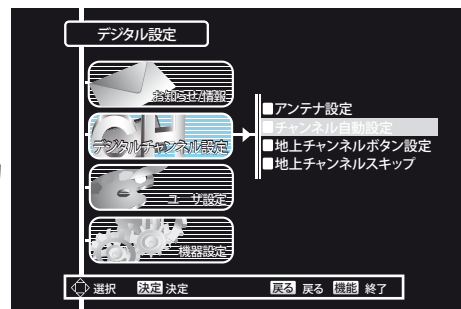 デジタル設定
お知らせ/情報
CH
デジタルチャンネル設定
ユーザ設定
機器設定
■アンテナ設定
■チャンネル自動設定
■地上チャンネルボタン設定
■地上チャンネルスキップ
選択 決定 決定 戻る 戻る 機能 終了